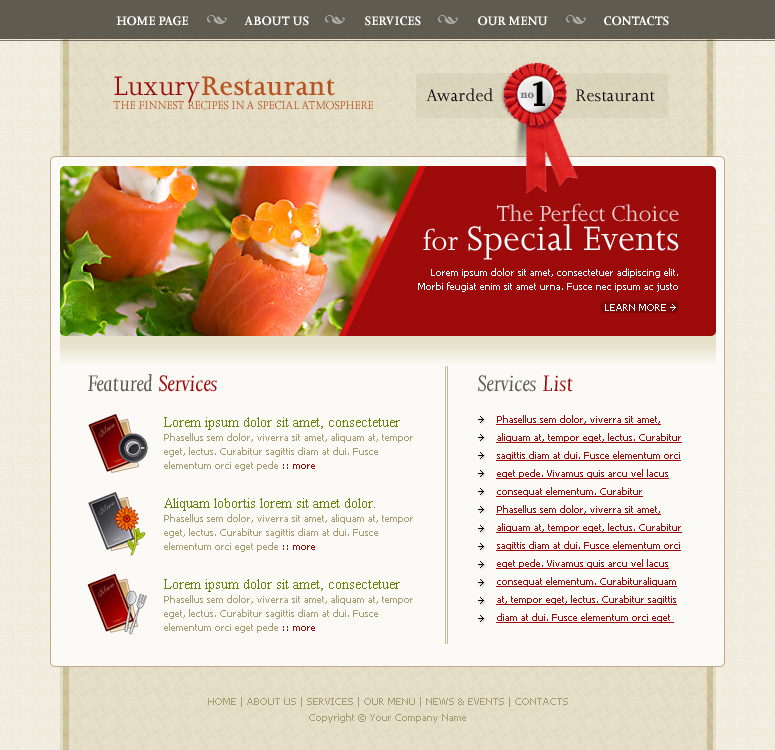 HOME PAGE ABOUT US SERVICES OUR MENU CONTACTS
LuxuryRestaurant
THE FINNEST RECIPES IN A SPECIAL ATMOSPHERE
Awarded no1 Restaurant
The Perfect Choice
for Special Events
Lorem ipsum dolor sit amet, consectetuer adipiscing elit.
Morbi feugiat enim sit amet urna. Fusce nec ipsum ac justo
LEARN MORE →
Featured Services
Lorem ipsum dolor sit amet, consectetuer
Phasellus sem dolor, viverra sit amet, aliquam at, tempor
eget, lectus. Curabitur sagittis diam at dui. Fusce
elementum orci eget pede :: more
Aliquam lobortis lorem sit amet dolor.
Phasellus sem dolor, viverra sit amet, aliquam at, tempor
eget, lectus. Curabitur sagittis diam at dui. Fusce
elementum orci eget pede :: more
Lorem ipsum dolor sit amet, consectetuer
Phasellus sem dolor, viverra sit amet, aliquam at, tempor
eget, lectus. Curabitur sagittis diam at dui. Fusce
elementum orci eget pede :: more
Services List
Phasellus sem dolor, viverra sit amet,
aliquam at, tempor eget, lectus. Curabitur
sagittis diam at dui. Fusce elementum orci
eget pede. Vivamus quis arcu vel lacus
consequat elementum. Curabitur
Phasellus sem dolor, viverra sit amet,
aliquam at, tempor eget, lectus. Curabitur
sagittis diam at dui. Fusce elementum orci
eget pede. Vivamus quis arcu vel lacus
consequat elementum. Curabituraliquam
at, tempor eget, lectus. Curabitur sagittis
diam at dui. Fusce elementum orci eget
HOME | ABOUT US | SERVICES | OUR MENU | NEWS & EVENTS | CONTACTS
Copyright © Your Company Name